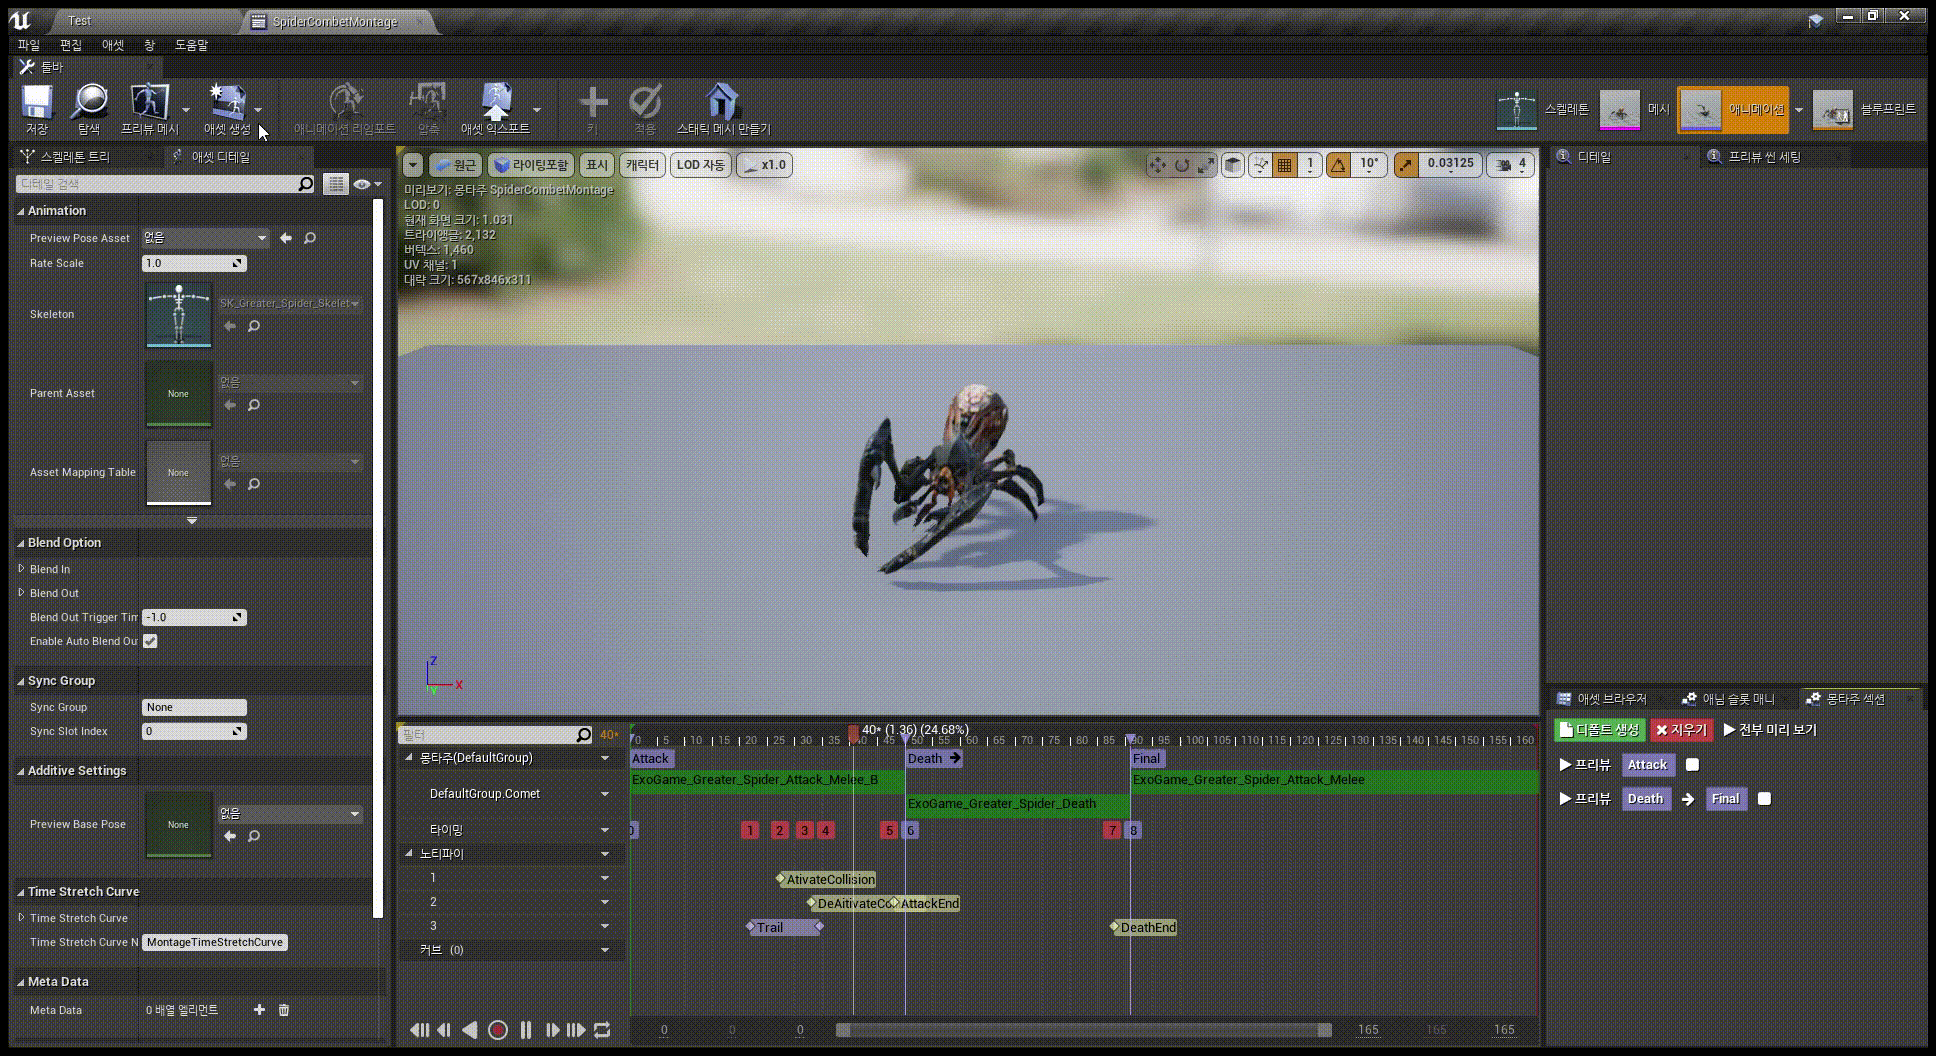 Test
SpiderCombetMontage
파일 편집 애셋 창 도움말
툴바
저장 탐색 프리뷰 메시 애셋 생성 애니메이션 리임포트 압축 애셋 익스포트 키 적용 스태틱 메시 만들기
스켈레톤 메시 애니메이션 블루프린트
스켈레톤 트리 애셋 디테일
디테일 검색
Animation
Preview Pose Asset 없음
Rate Scale 1.0
Skeleton SK_Greater_Spider_Skelet
Parent Asset None 없음
Asset Mapping Table None 없음
Blend Option
Blend In
Blend Out
Blend Out Trigger Tim -1.0
Enable Auto Blend Ou
Sync Group
Sync Group None
Sync Slot Index 0
Additive Settings
Preview Base Pose None 없음
Time Stretch Curve
Time Stretch Curve
Time Stretch Curve N MontageTimeStretchCurve
Meta Data
Meta Data 0 배열 엘리먼트
원근 라이팅포함 표시 캐릭터 LOD 자동 x1.0 1 10° 0.03125 4
미리보기: 몽타주 SpiderCombetMontage
LOD: 0
현재 화면 크기: 1.031
트라이앵글: 2,132
버텍스: 1,460
UV 채널: 1
대략 크기: 567x846x311
Z
X
Y
필터 40*
40* (1.36) (24.68%)
0 5 10 15 20 25 30 35 40 45 50 55 60 65 70 75 80 85 90 95 100 105 110 115 120 125 130 135 140 145 150 155 160
몽타주(DefaultGroup) Attack Death Final
ExoGame_Greater_Spider_Attack_Melee_B ExoGame_Greater_Spider_Attack_Melee
DefaultGroup.Comet
ExoGame_Greater_Spider_Death
타이밍 0 1 2 3 4 5 6 7 8
노티파이
1 AtivateCollision
2 DeAitivateCo AttackEnd
3 Trail DeathEnd
커브 (0)
0 0 0 165 165 165
디테일 프리뷰 씬 세팅
애셋 브라우저 애님 슬롯 매니 몽타주 섹션
디폴트 생성 지우기 전부 미리 보기
프리뷰 Attack
프리뷰 Death Final